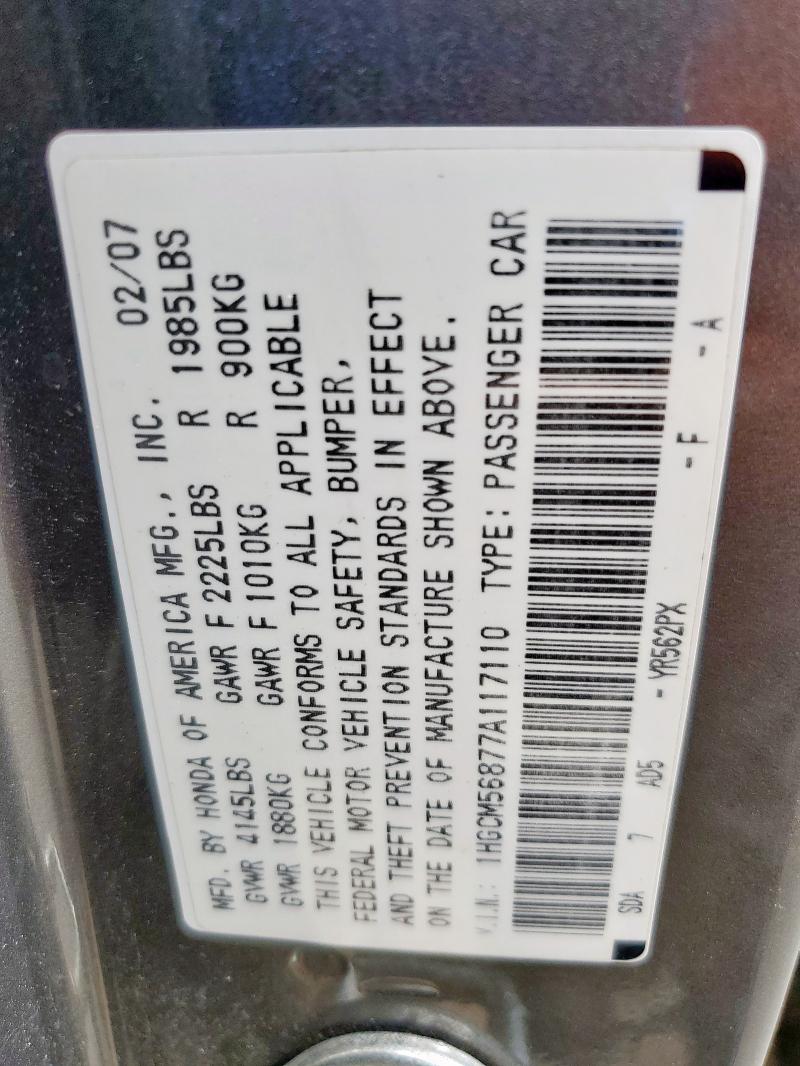 MFD. BY HONDA OF AMERICA MFG., INC. 02/07
GVWR 4145LBS GAWR F 2225LBS R 1985LBS
GVWR 1880KG GAWR F 1010KG R 900KG
THIS VEHICLE CONFORMS TO ALL APPLICABLE
FEDERAL MOTOR VEHICLE SAFETY, BUMPER,
AND THEFT PREVENTION STANDARDS IN EFFECT
ON THE DATE OF MANUFACTURE SHOWN ABOVE.
V.I.N.: 1HGCM56877A117110 TYPE: PASSENGER CAR
SDA 7 AD5 - YR562PX - F - A